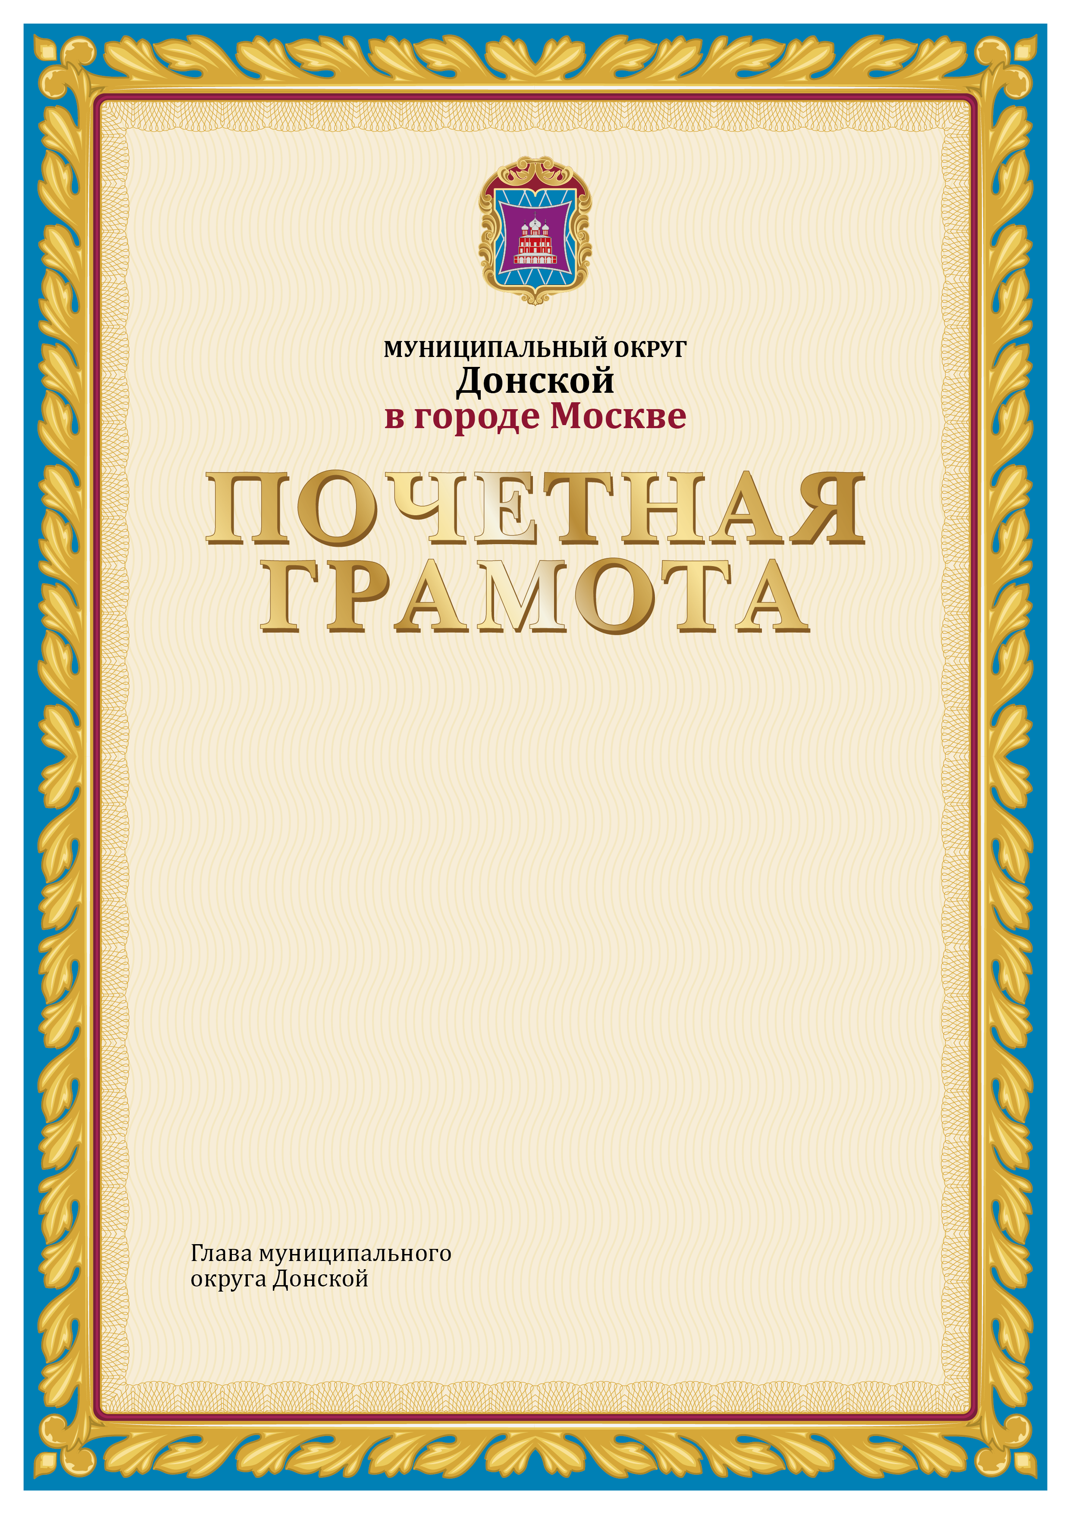 МУНИЦИПАЛЬНЫЙ ОКРУГ
Донской
в городе Москве
ПОЧЕТНАЯ
ГРАМОТА
Глава муниципального
округа Донской